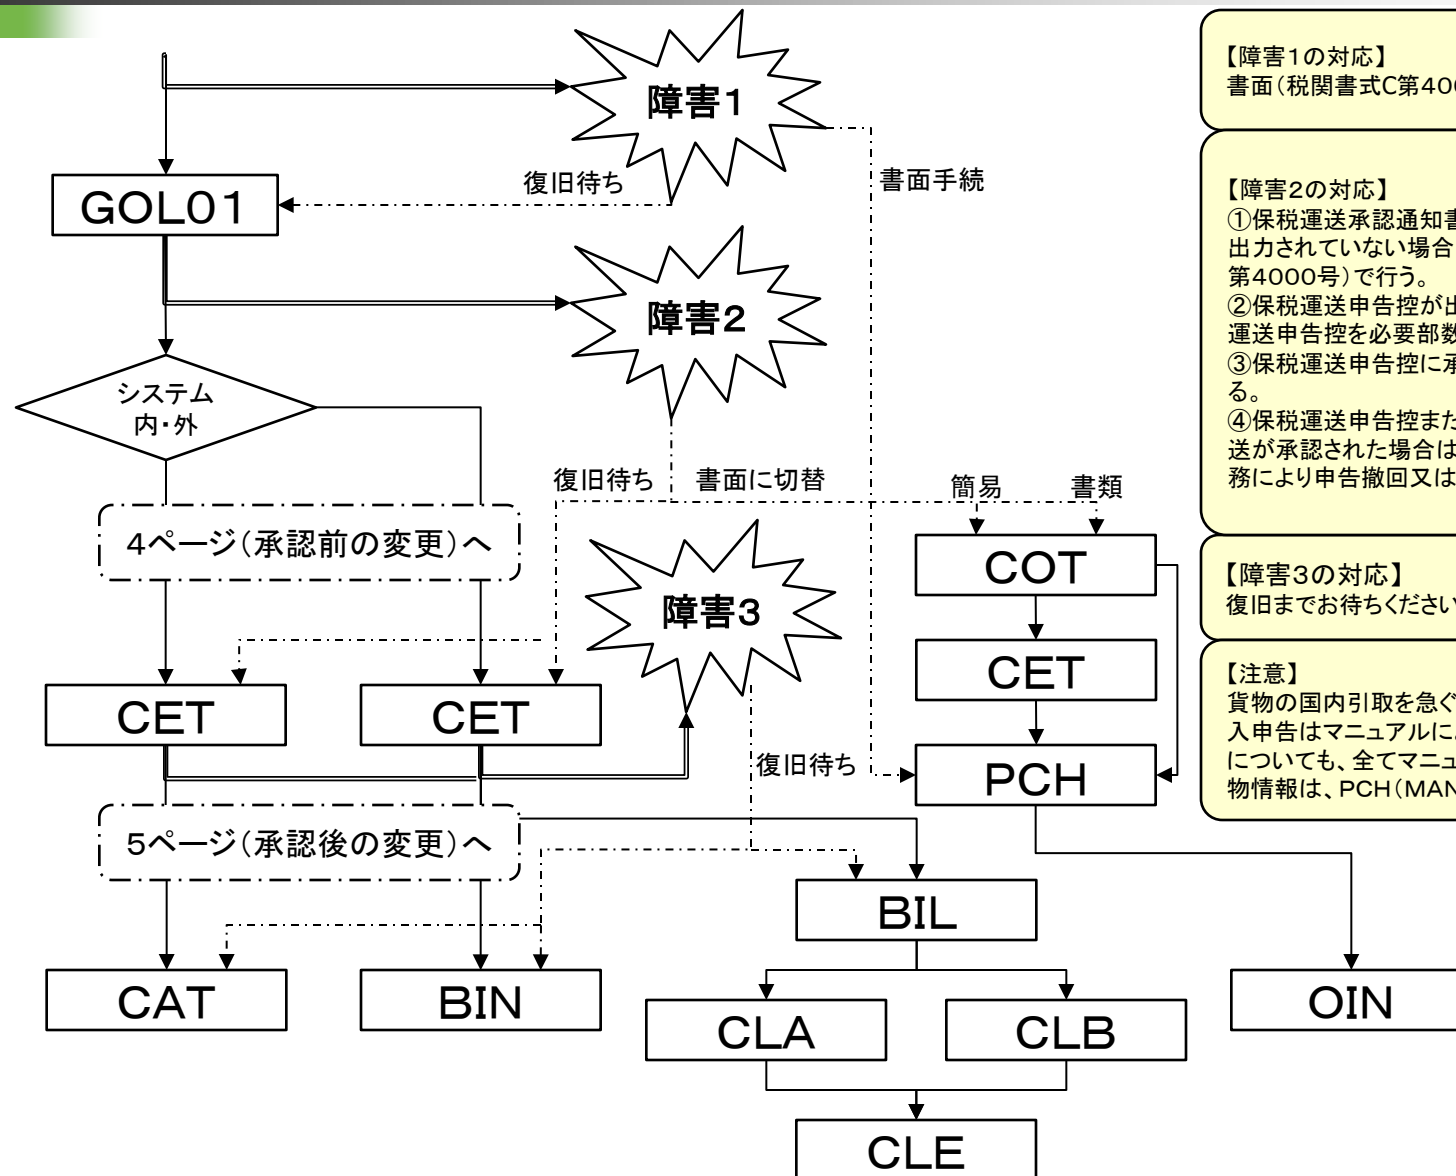 障害1
復旧待ち
書面手続
GOL01
障害2
システム
内・外
復旧待ち
書面に切替
簡易
書類
4ページ（承認前の変更）へ
COT
障害3
CET
CET
CET
復旧待ち
PCH
5ページ（承認後の変更）へ
BIL
CAT
BIN
CLA
CLB
OIN
CLE
【障害1の対応】
書面（税関書式C第400
【障害2の対応】
①保税運送承認通知書
出力されていない場合
第4000号）で行う。
②保税運送申告控が出
運送申告控を必要部数
③保税運送申告控に承
る。
④保税運送申告控また
送が承認された場合は
務により申告撤回又は
【障害3の対応】
復旧までお待ちください
【注意】
貨物の国内引取を急ぐ
入申告はマニュアルに
についても、全てマニュ
物情報は、PCH（MAN